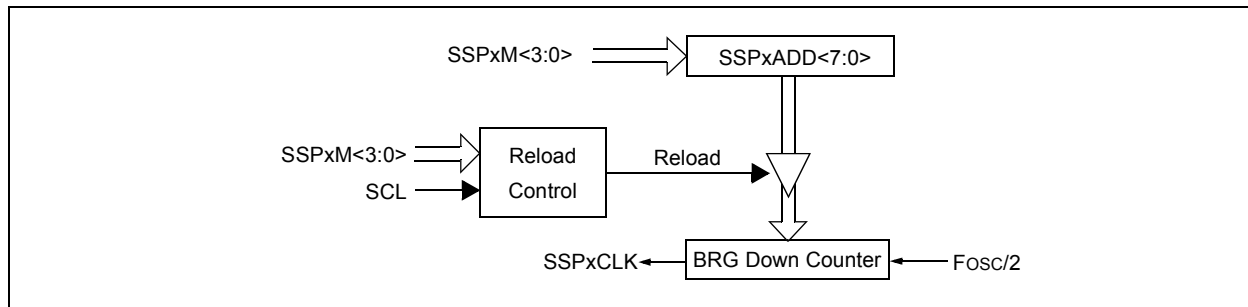 SSPxM<3:0>
SSPxADD<7:0>
SSPxM<3:0>
Reload
Control
Reload
SCL
SSPxCLK
BRG Down Counter
FOSC/2